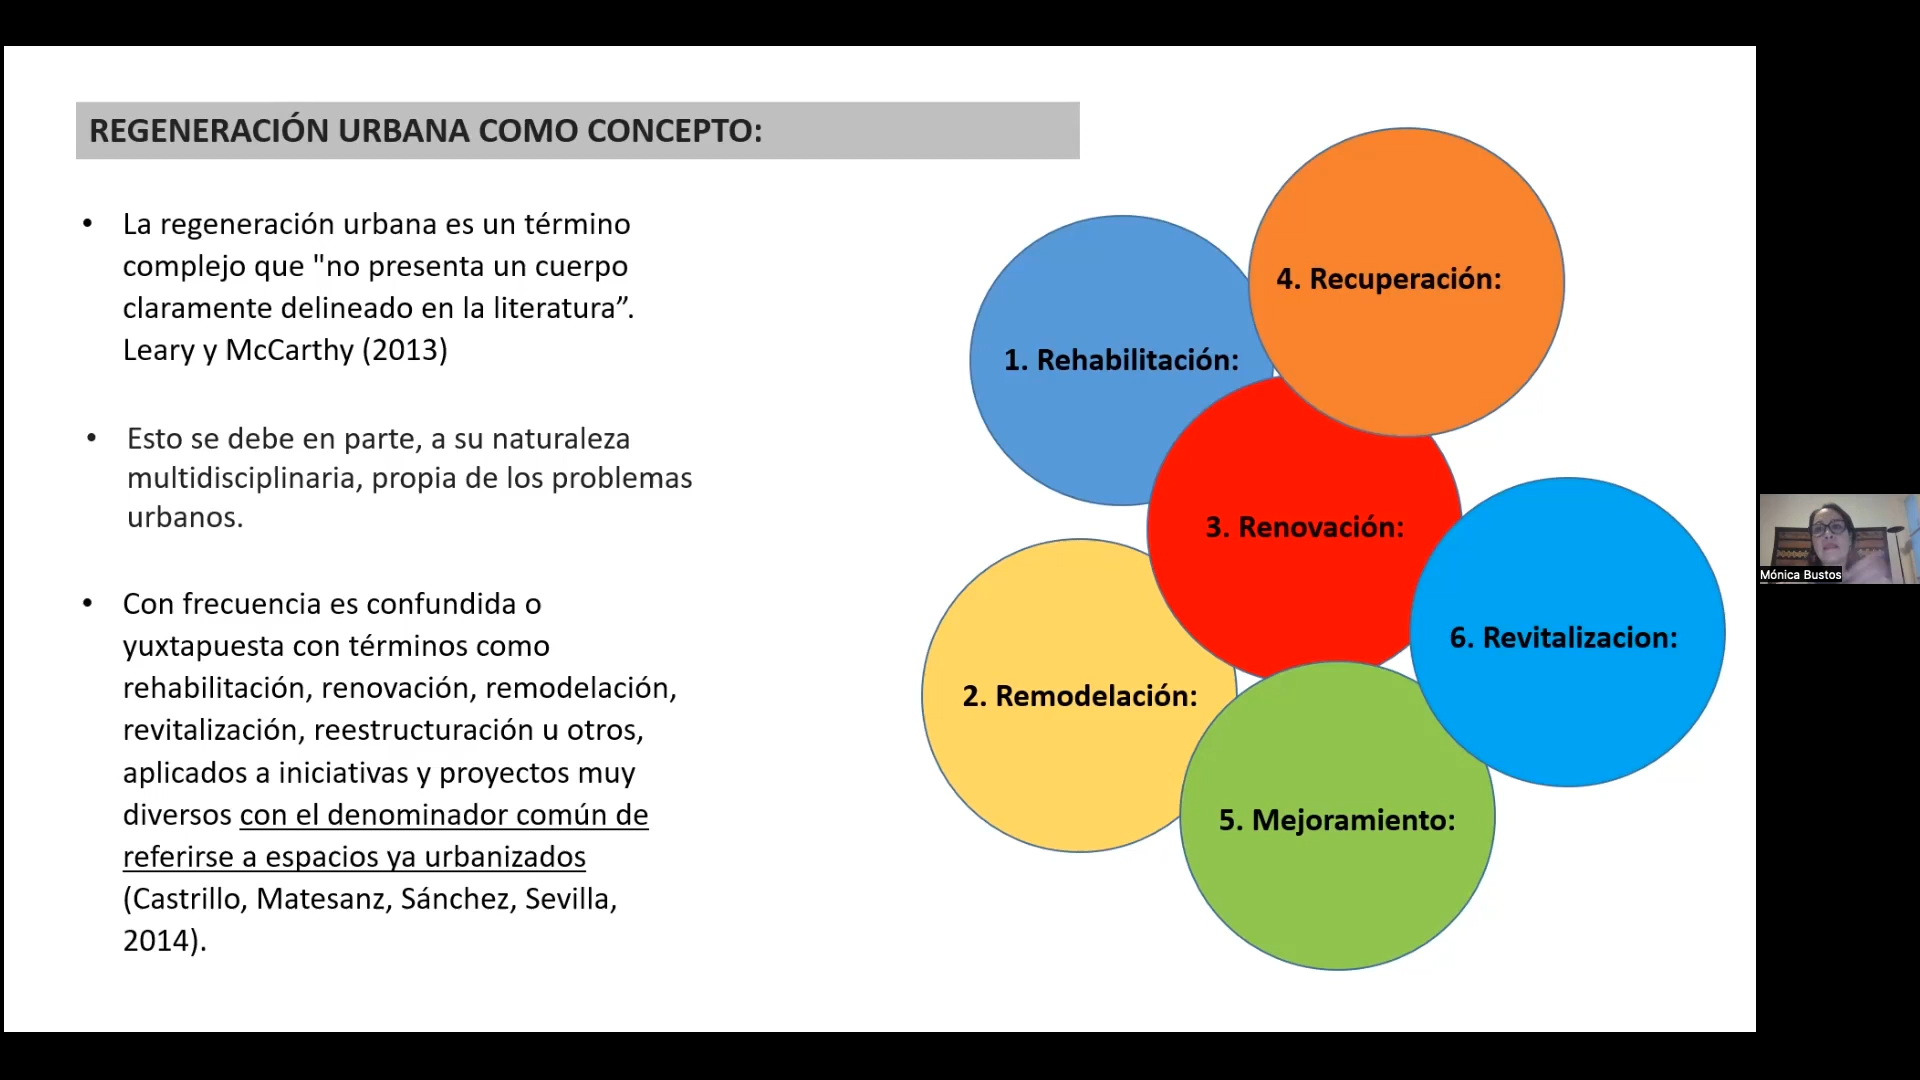 REGENERACIÓN URBANA COMO CONCEPTO:
• La regeneración urbana es un término
complejo que "no presenta un cuerpo
claramente delineado en la literatura”.
Leary y McCarthy (2013)
• Esto se debe en parte, a su naturaleza
multidisciplinaria, propia de los problemas
urbanos.
• Con frecuencia es confundida o
yuxtapuesta con términos como
rehabilitación, renovación, remodelación,
revitalización, reestructuración u otros,
aplicados a iniciativas y proyectos muy
diversos con el denominador común de
referirse a espacios ya urbanizados
(Castrillo, Matesanz, Sánchez, Sevilla,
2014).
1. Rehabilitación:
2. Remodelación:
3. Renovación:
4. Recuperación:
5. Mejoramiento:
6. Revitalizacion:
Mónica Bustos